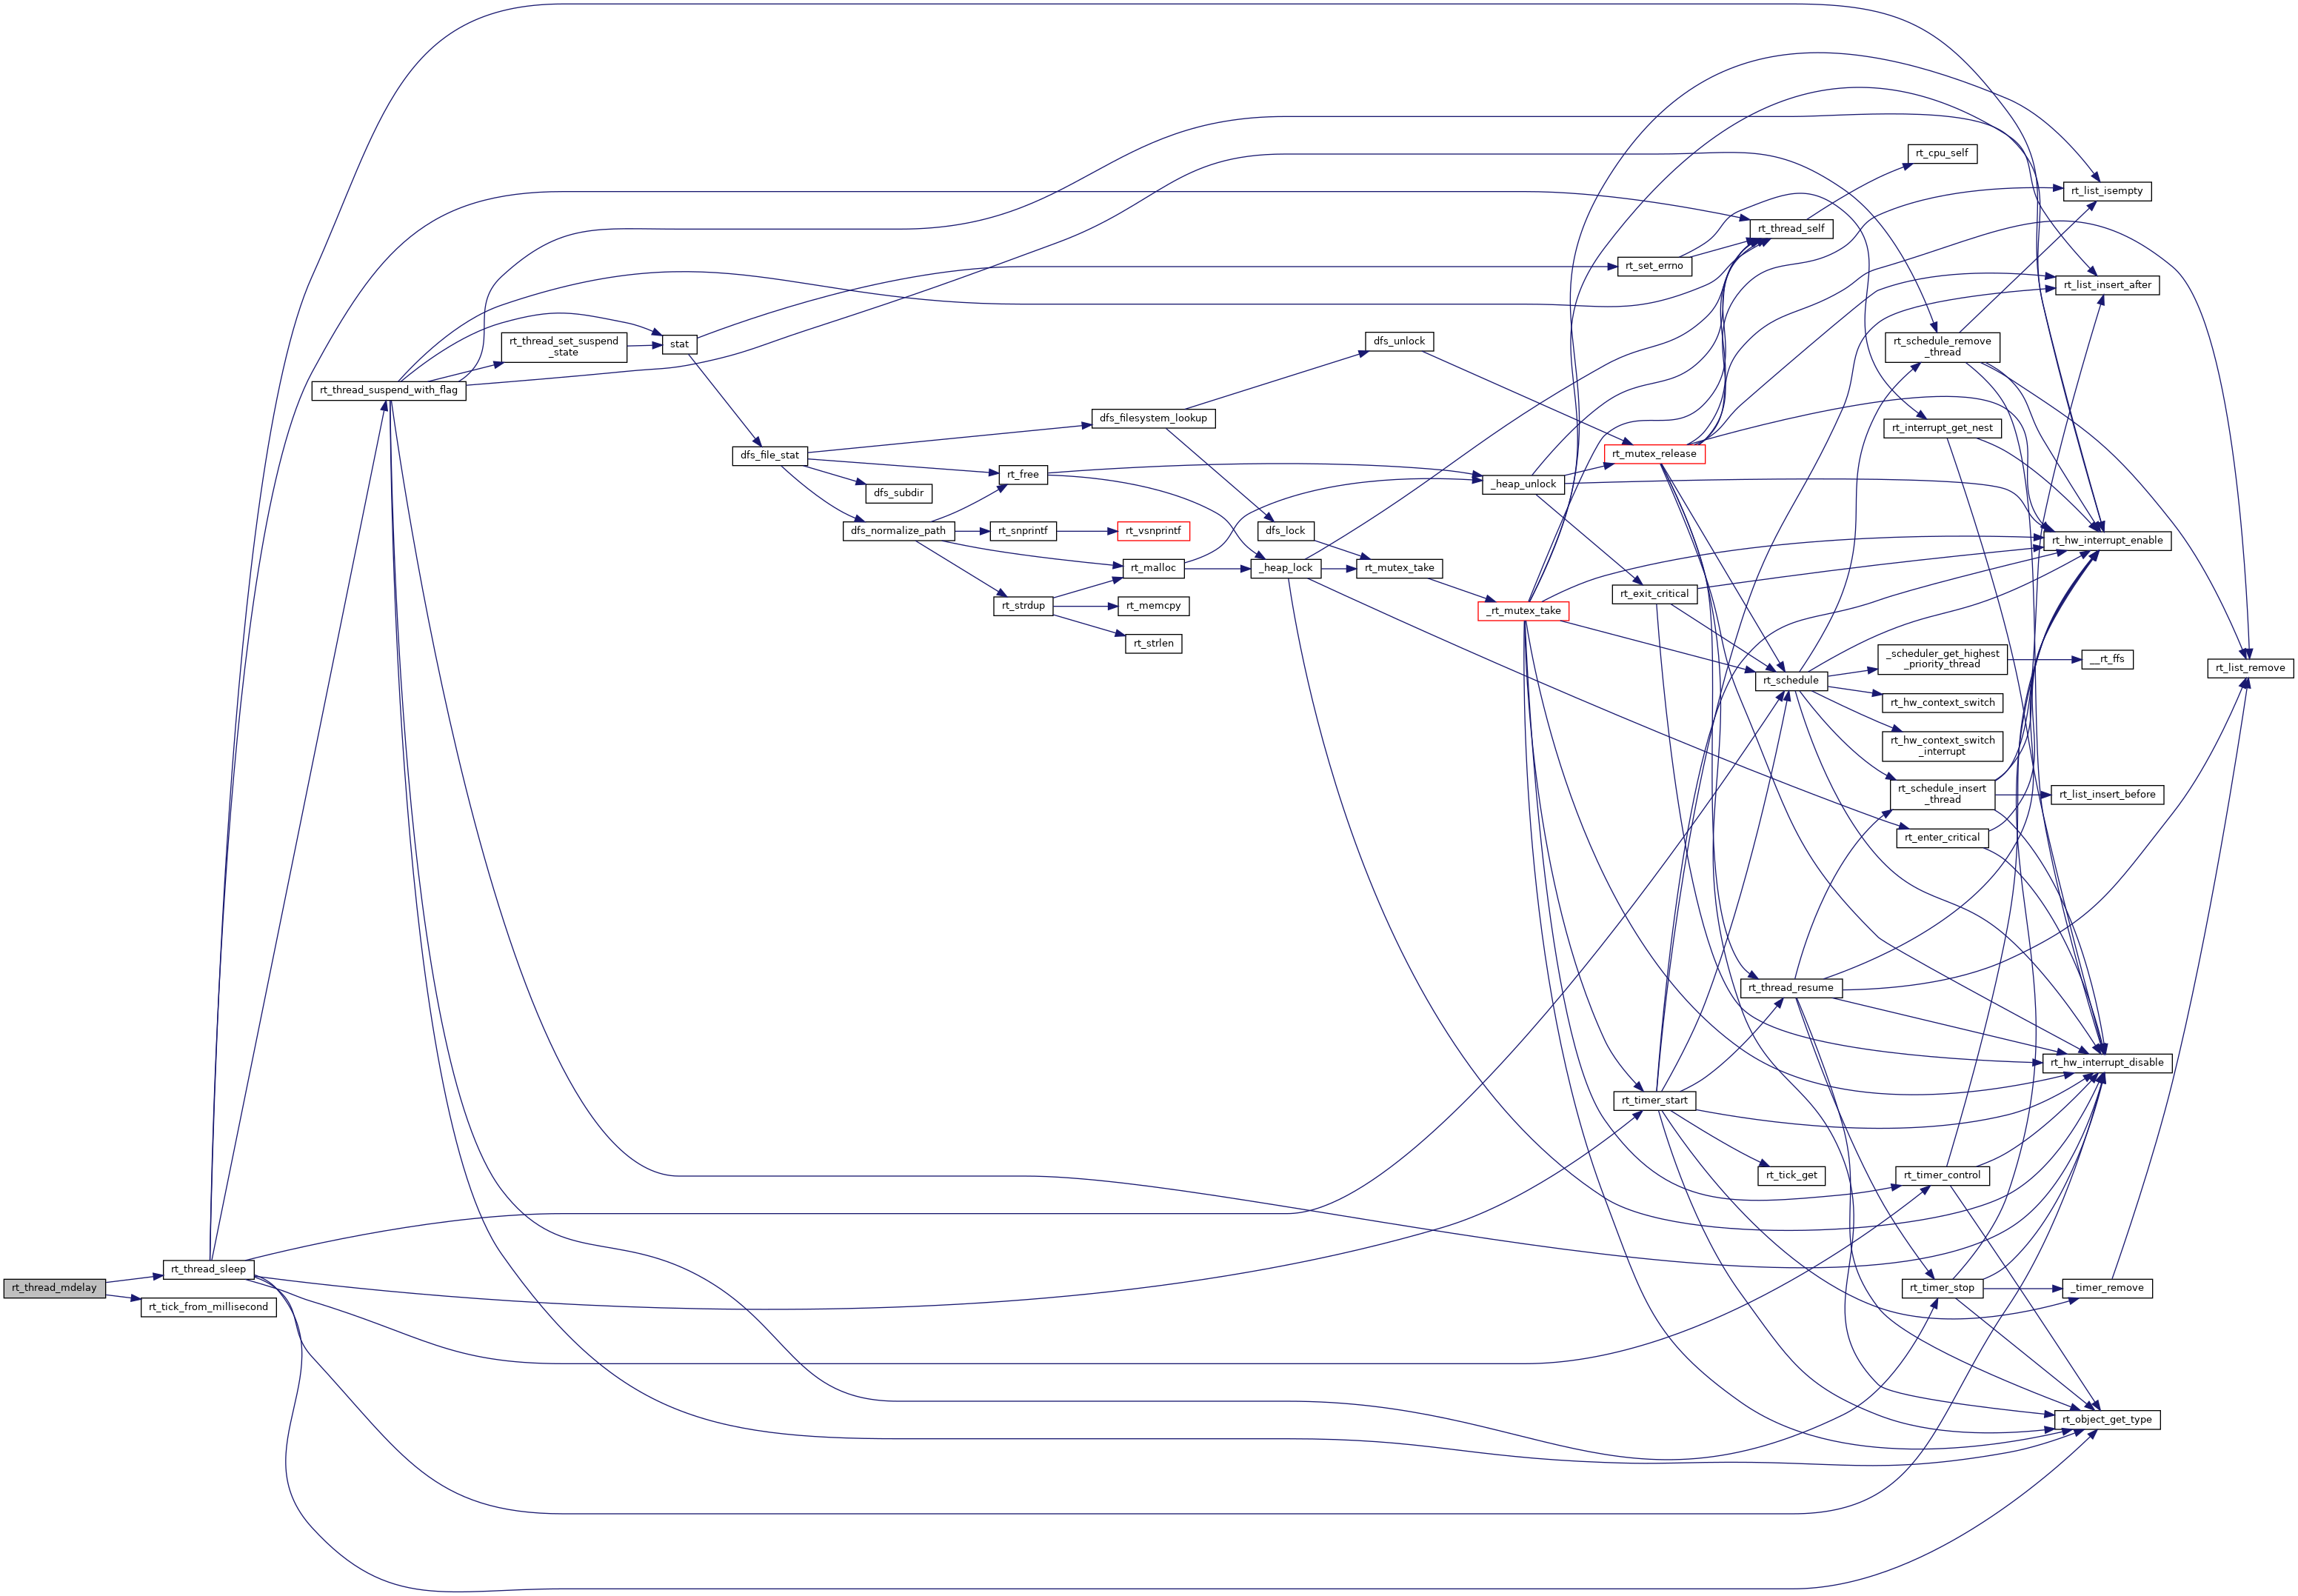 rt_thread_mdelay
rt_thread_sleep
rt_tick_from_millisecond
rt_thread_suspend_with_flag
rt_thread_set_suspend
_state
stat
dfs_file_stat
dfs_subdir
dfs_normalize_path
dfs_filesystem_lookup
rt_free
rt_snprintf
rt_vsnprintf
rt_malloc
rt_strdup
rt_memcpy
rt_strlen
dfs_unlock
dfs_lock
_heap_lock
rt_mutex_take
_heap_unlock
_rt_mutex_take
rt_set_errno
rt_mutex_release
rt_exit_critical
rt_timer_start
rt_thread_self
rt_schedule
rt_thread_resume
rt_tick_get
rt_cpu_self
rt_schedule_remove
_thread
rt_interrupt_get_nest
_scheduler_get_highest
_priority_thread
rt_hw_context_switch
rt_hw_context_switch
_interrupt
rt_schedule_insert
_thread
rt_enter_critical
rt_timer_control
rt_timer_stop
rt_list_isempty
rt_list_insert_after
rt_hw_interrupt_enable
__rt_ffs
rt_list_insert_before
rt_hw_interrupt_disable
_timer_remove
rt_object_get_type
rt_list_remove